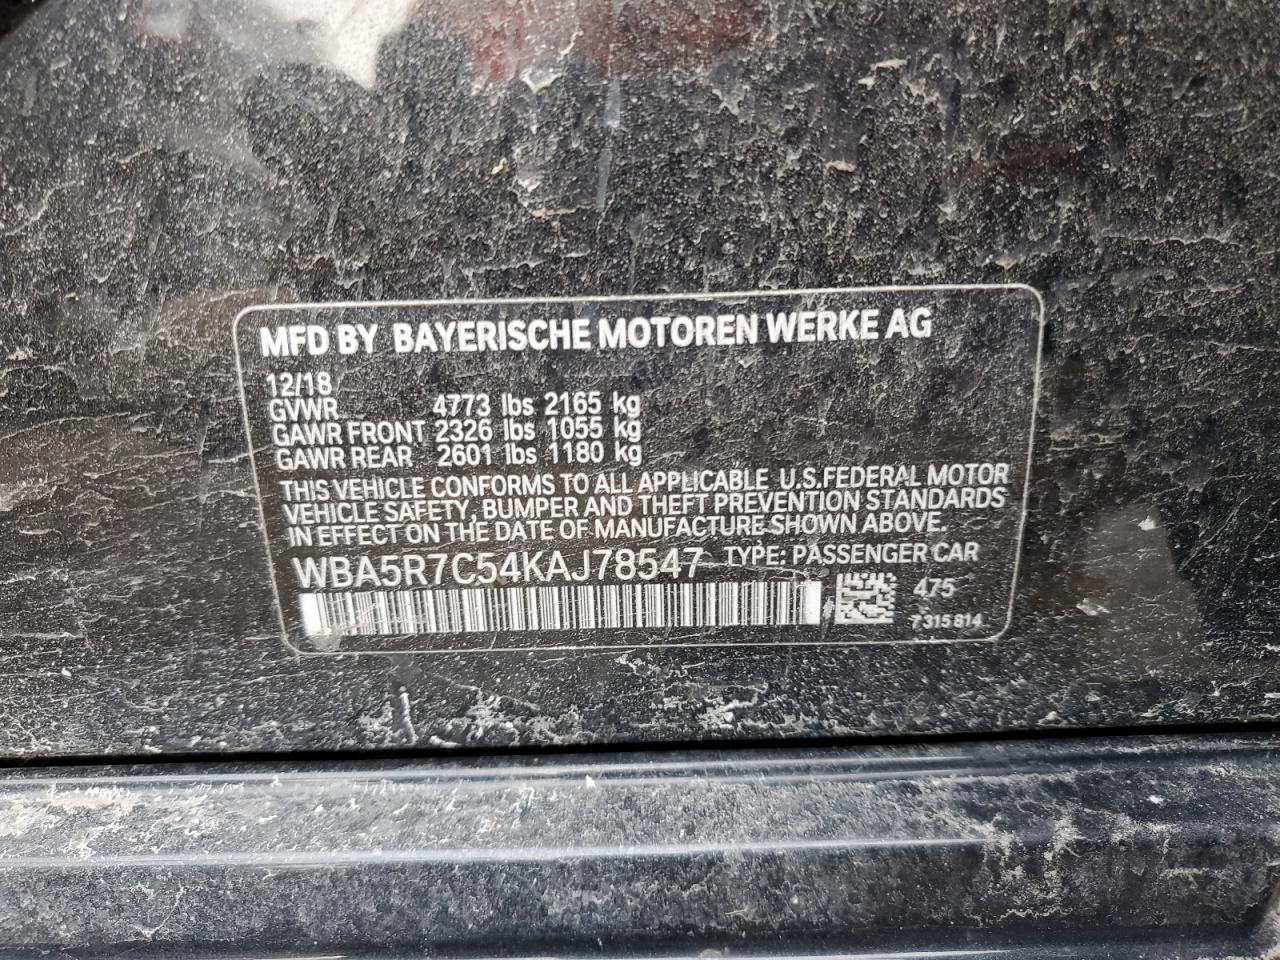 MFD BY BAYERISCHE MOTOREN WERKE AG
12/18
GVWR 4773 lbs 2165 kg
GAWR FRONT 2326 lbs 1055 kg
GAWR REAR 2601 lbs 1180 kg
THIS VEHICLE CONFORMS TO ALL APPLICABLE U.S.FEDERAL MOTOR
VEHICLE SAFETY, BUMPER AND THEFT PREVENTION STANDARDS
IN EFFECT ON THE DATE OF MANUFACTURE SHOWN ABOVE.
WBA5R7C54KAJ78547 TYPE: PASSENGER CAR
475
7315814